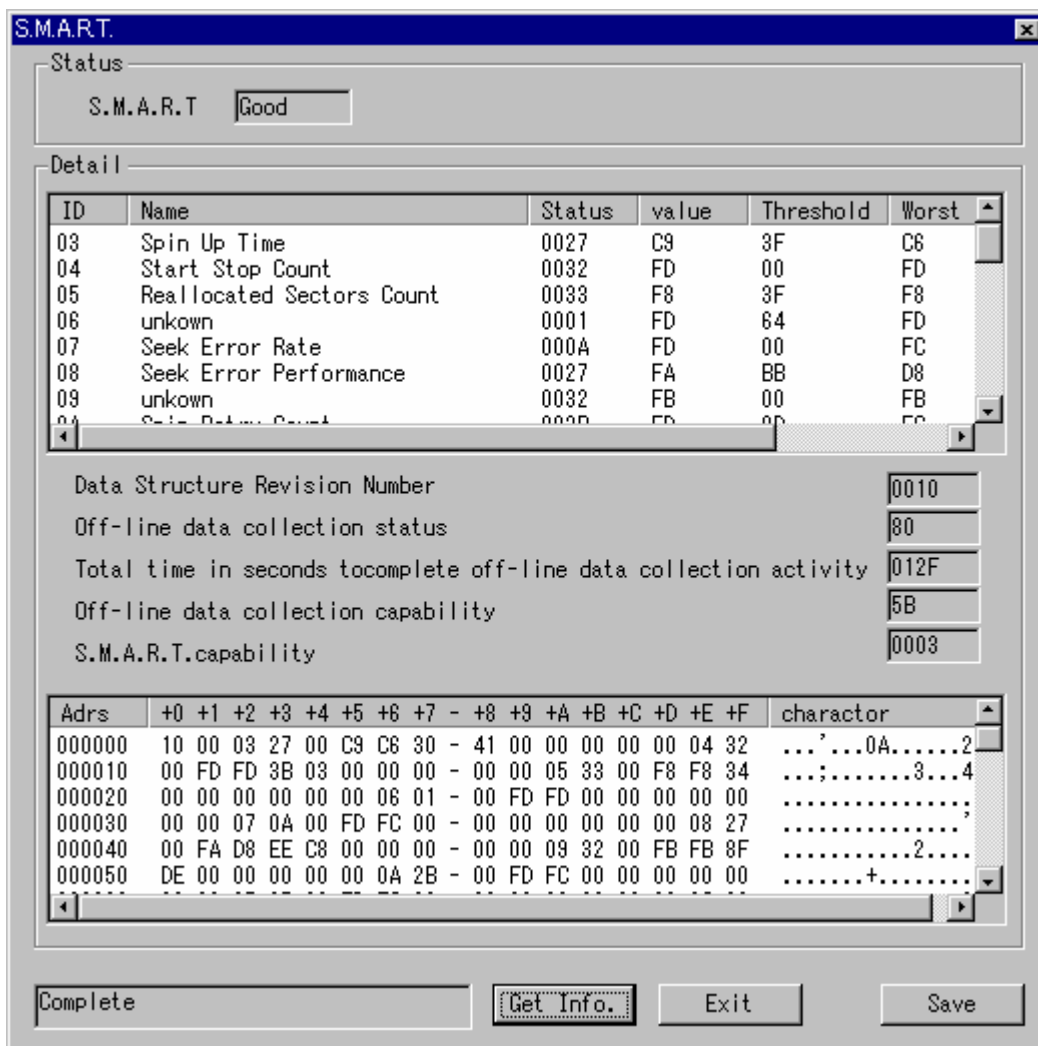 S.M.A.R.T.
Status
S.M.A.R.T Good
Detail
ID Name Status value Threshold Worst
03 Spin Up Time 0027 C9 3F C6
04 Start Stop Count 0032 FD 00 FD
05 Reallocated Sectors Count 0033 F8 3F F8
06 unkown 0001 FD 64 FD
07 Seek Error Rate 000A FD 00 FC
08 Seek Error Performance 0027 FA BB D8
09 unkown 0032 FB 00 FB
Data Structure Revision Number 0010
Off-line data collection status 80
Total time in seconds tocomplete off-line data collection activity 012F
Off-line data collection capability 5B
S.M.A.R.T.capability 0003
Adrs +0 +1 +2 +3 +4 +5 +6 +7 - +8 +9 +A +B +C +D +E +F charactor
000000 10 00 03 27 00 C9 C6 30 - 41 00 00 00 00 00 04 32 ...'...0A......2
000010 00 FD FD 3B 03 00 00 00 - 00 00 05 33 00 F8 F8 34 ...;.......3...4
000020 00 00 00 00 00 00 06 01 - 00 FD FD 00 00 00 00 00 ................
000030 00 00 07 0A 00 FD FC 00 - 00 00 00 00 00 00 08 27 ...............'
000040 00 FA D8 EE C8 00 00 00 - 00 00 09 32 00 FB FB 8F ...........2....
000050 DE 00 00 00 00 00 0A 2B - 00 FD FC 00 00 00 00 00 .......+........
Complete Get Info. Exit Save